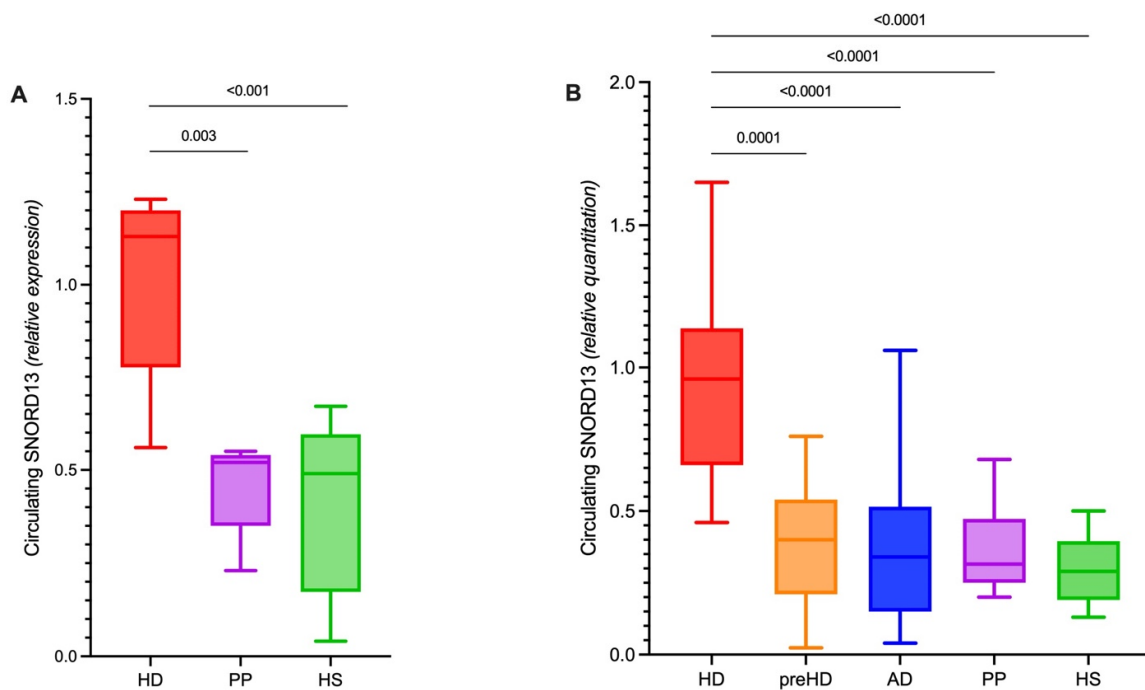 A
<0.001
0.003
1.5
1.0
0.5
0.0
Circulating SNORD13 (relative expression)
HD PP HS
B
<0.0001
<0.0001
<0.0001
0.0001
2.0
1.5
1.0
0.5
0.0
Circulating SNORD13 (relative quantitation)
HD preHD AD PP HS